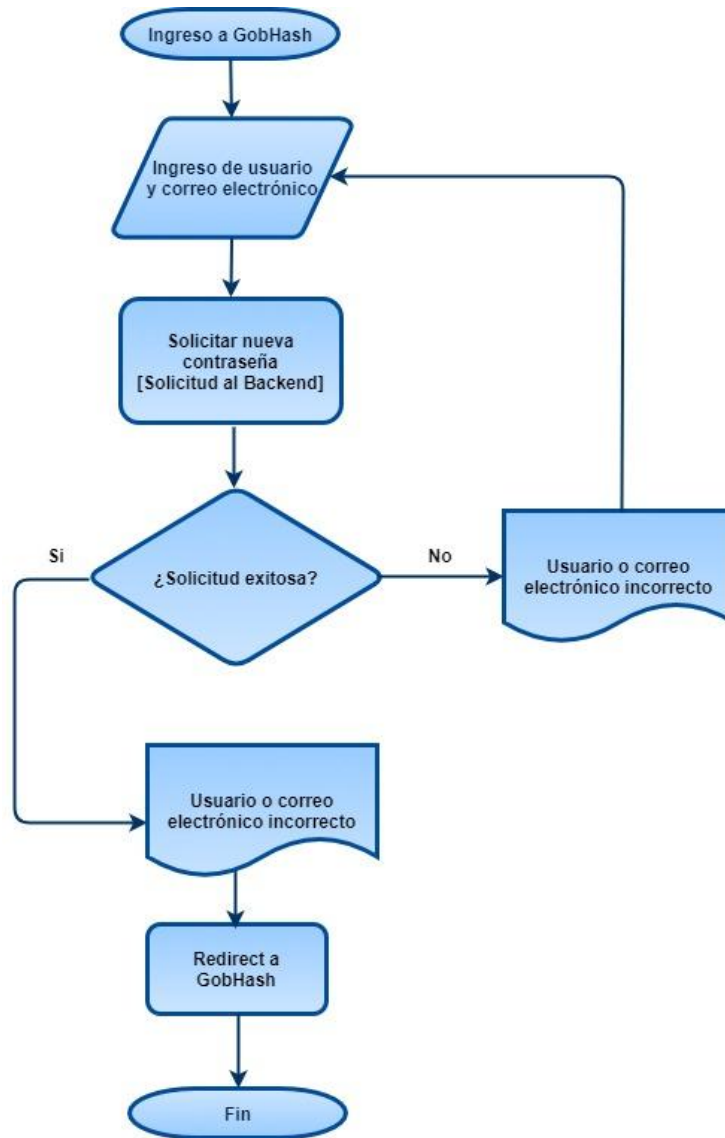 Ingreso a GobHash
Ingreso de usuario
y correo electrónico
Solicitar nueva
contraseña
[Solicitud al Backend]
Si
¿Solicitud exitosa?
No
Usuario o correo
electrónico incorrecto
Usuario o correo
electrónico incorrecto
Redirect a
GobHash
Fin